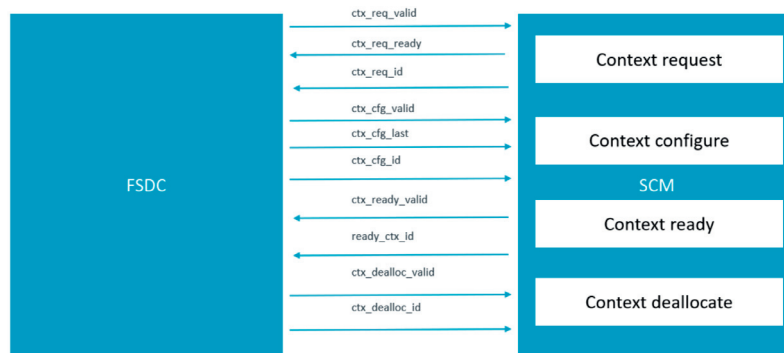 ctx_req_valid
ctx_req_ready
ctx_req_id
Context request
ctx_cfg_valid
ctx_cfg_last
ctx_cfg_id
Context configure
FSDC
SCM
ctx_ready_valid
ready_ctx_id
Context ready
ctx_dealloc_valid
ctx_dealloc_id
Context deallocate